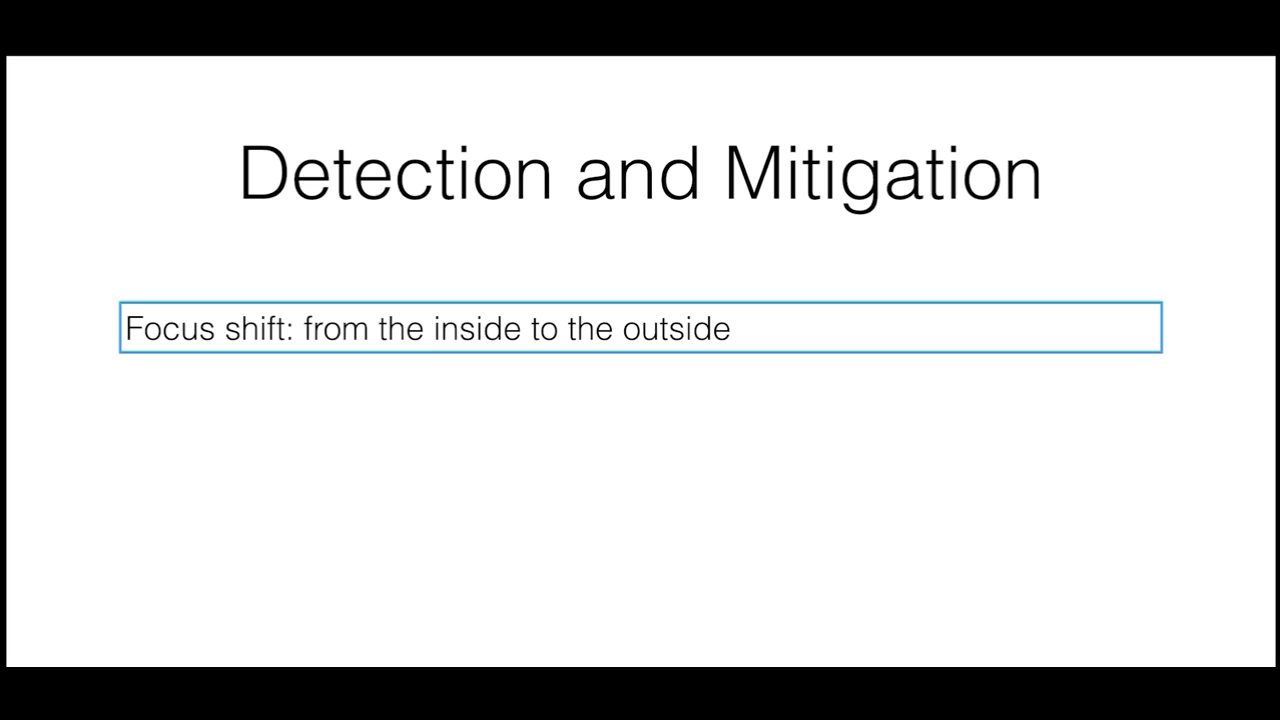 Detection and Mitigation
Focus shift: from the inside to the outside